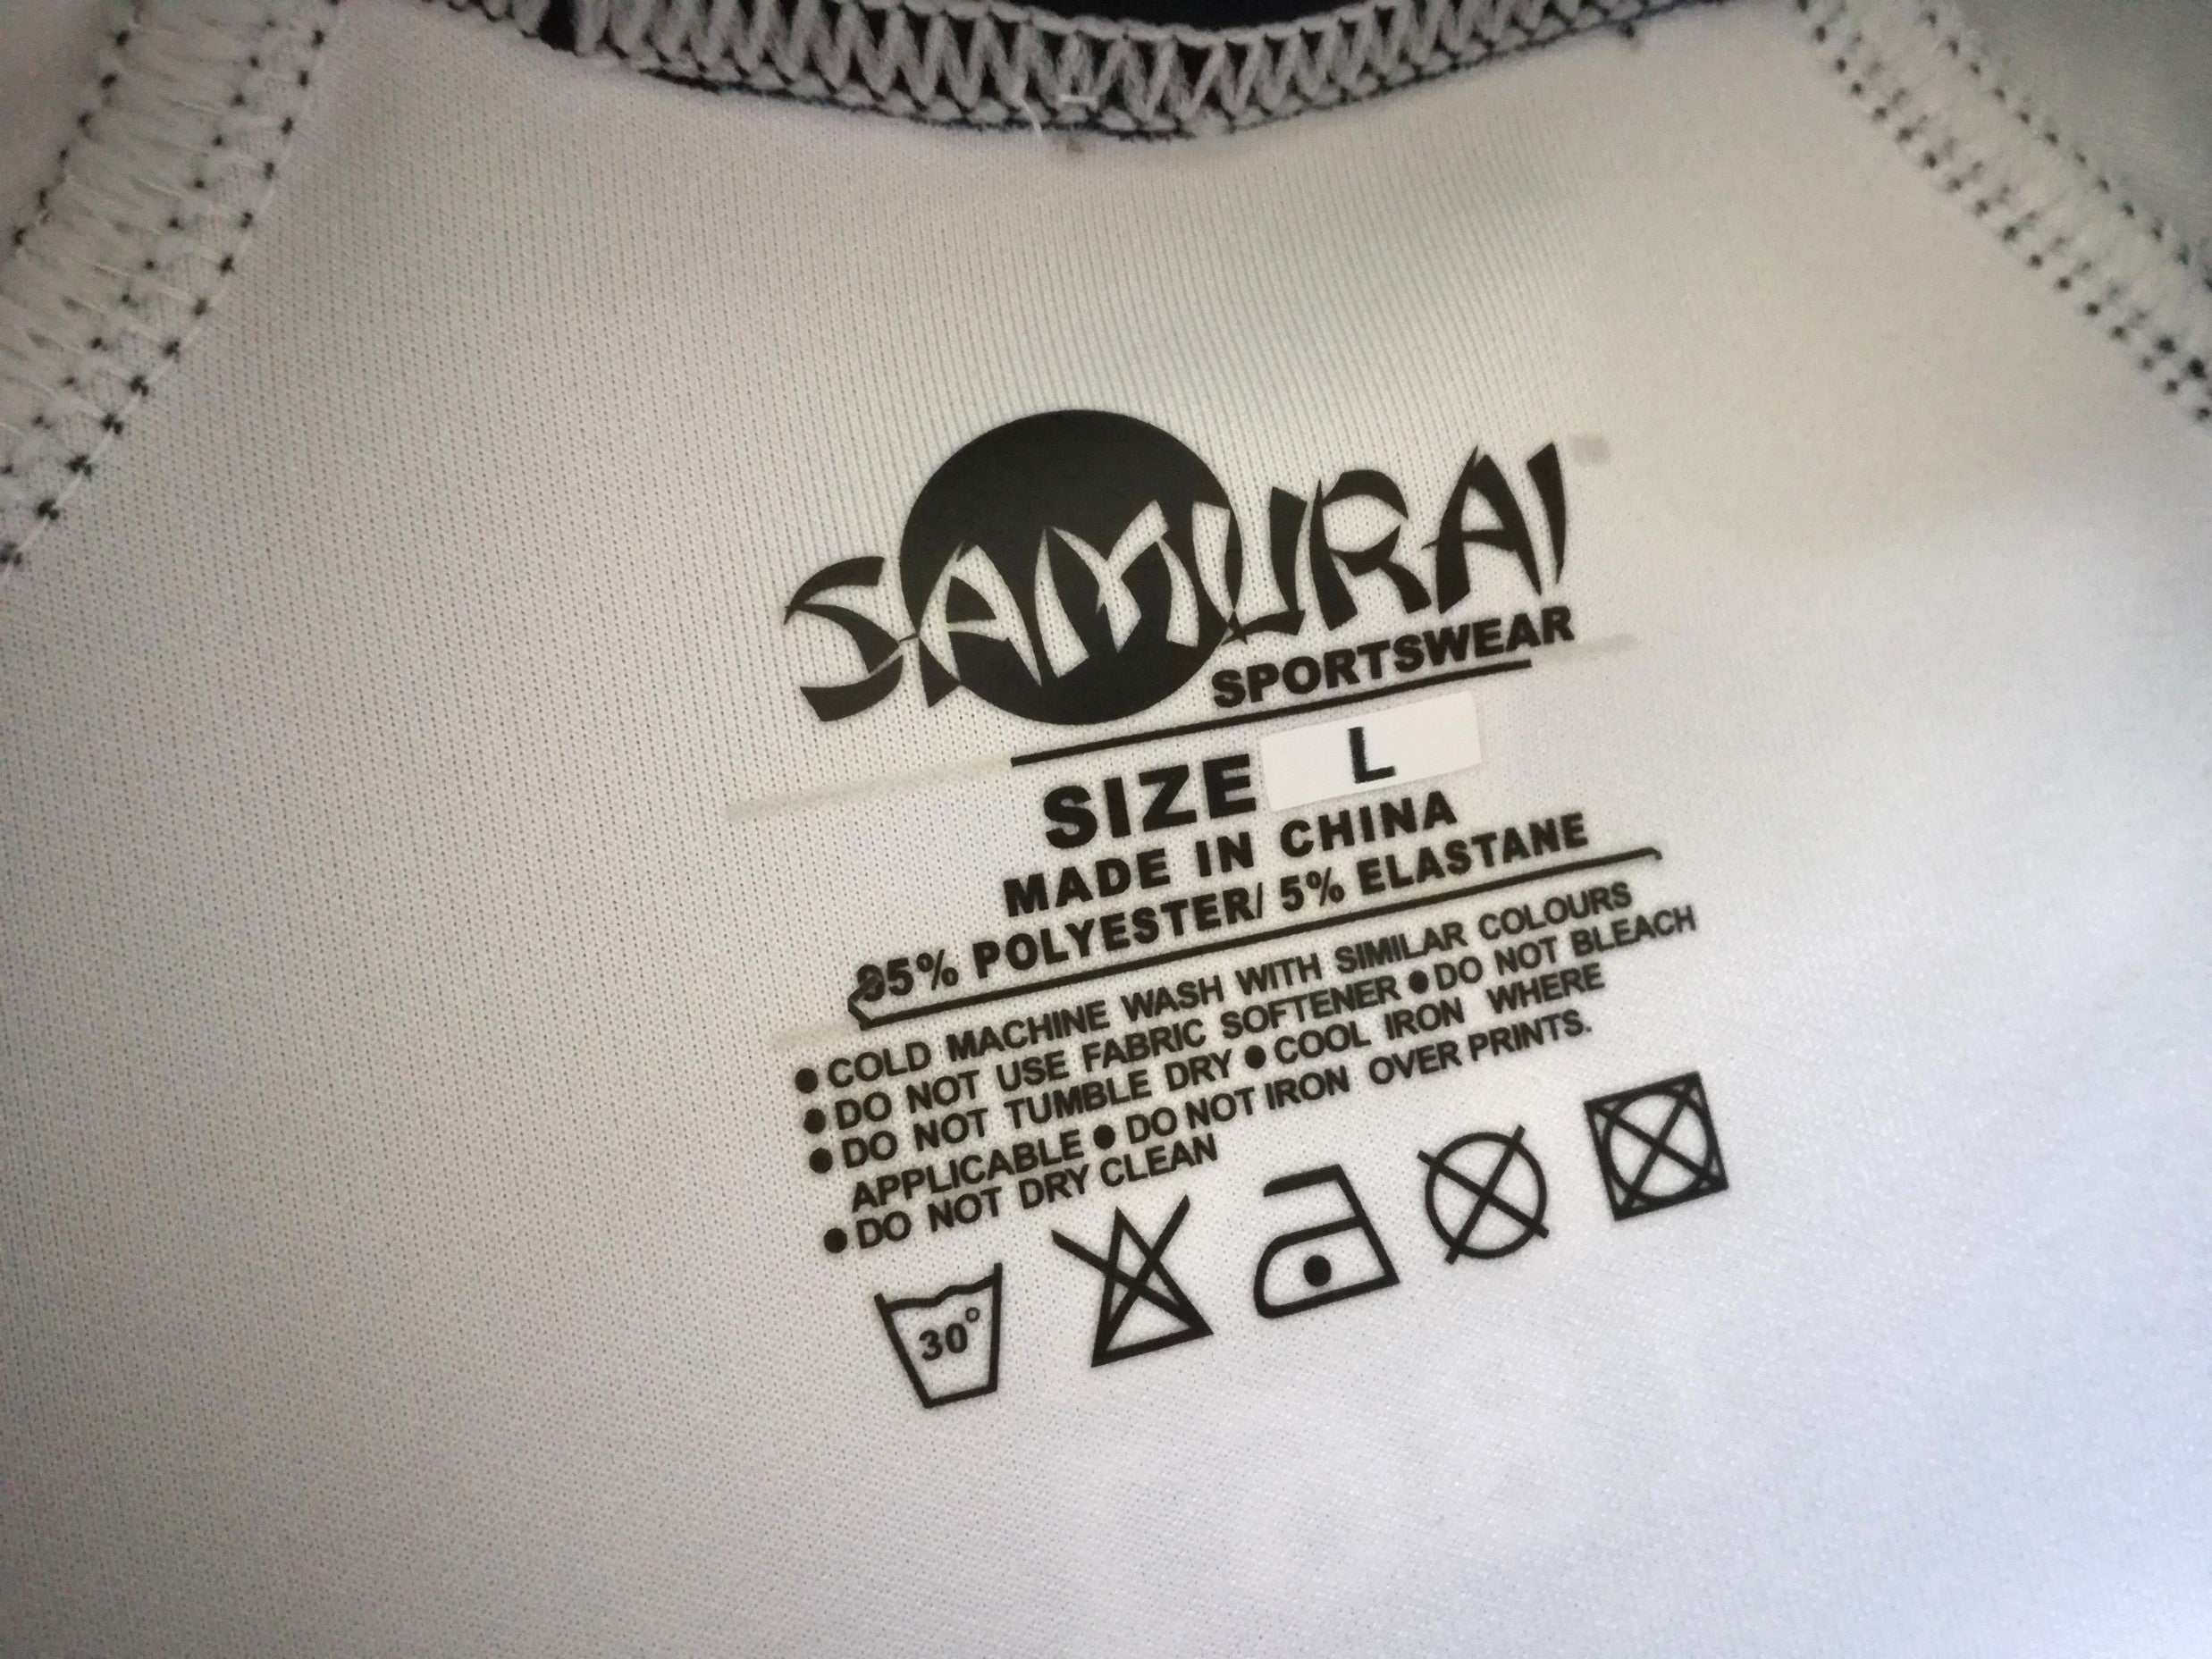 SAMURAI
SPORTSWEAR
SIZE L
MADE IN CHINA
95% POLYESTER/ 5% ELASTANE
●COLD MACHINE WASH WITH SIMILAR COLOURS
●DO NOT USE FABRIC SOFTENER ●DO NOT BLEACH
●DO NOT TUMBLE DRY ●COOL IRON WHERE
APPLICABLE ●DO NOT IRON OVER PRINTS.
●DO NOT DRY CLEAN
30°